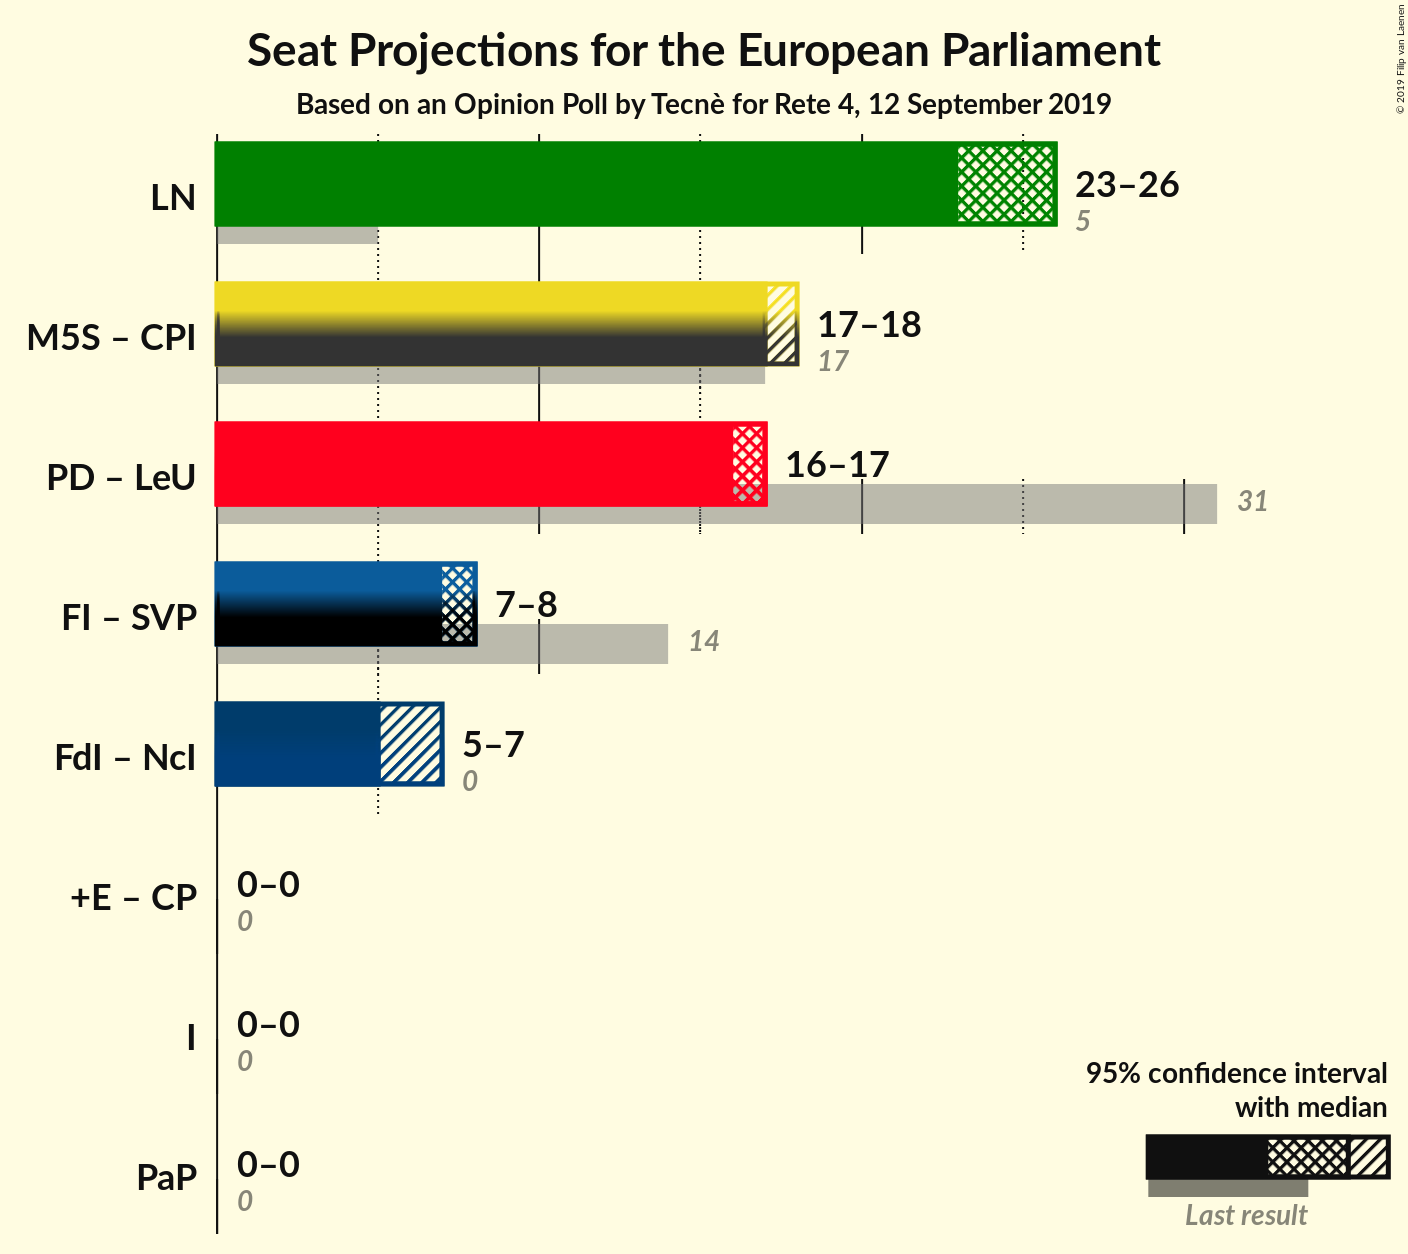 Seat Projections for the European Parliament
Based on an Opinion Poll by Tecnè for Rete 4, 12 September 2019
© 2019 Filip van Laenen
LN
23–26
5
M5S – CPI
17–18
17
PD – LeU
16–17
31
FI – SVP
7–8
14
FdI – NcI
5–7
0
+E – CP
0–0
0
I
0–0
0
PaP
0–0
0
95% confidence interval
with median
Last result